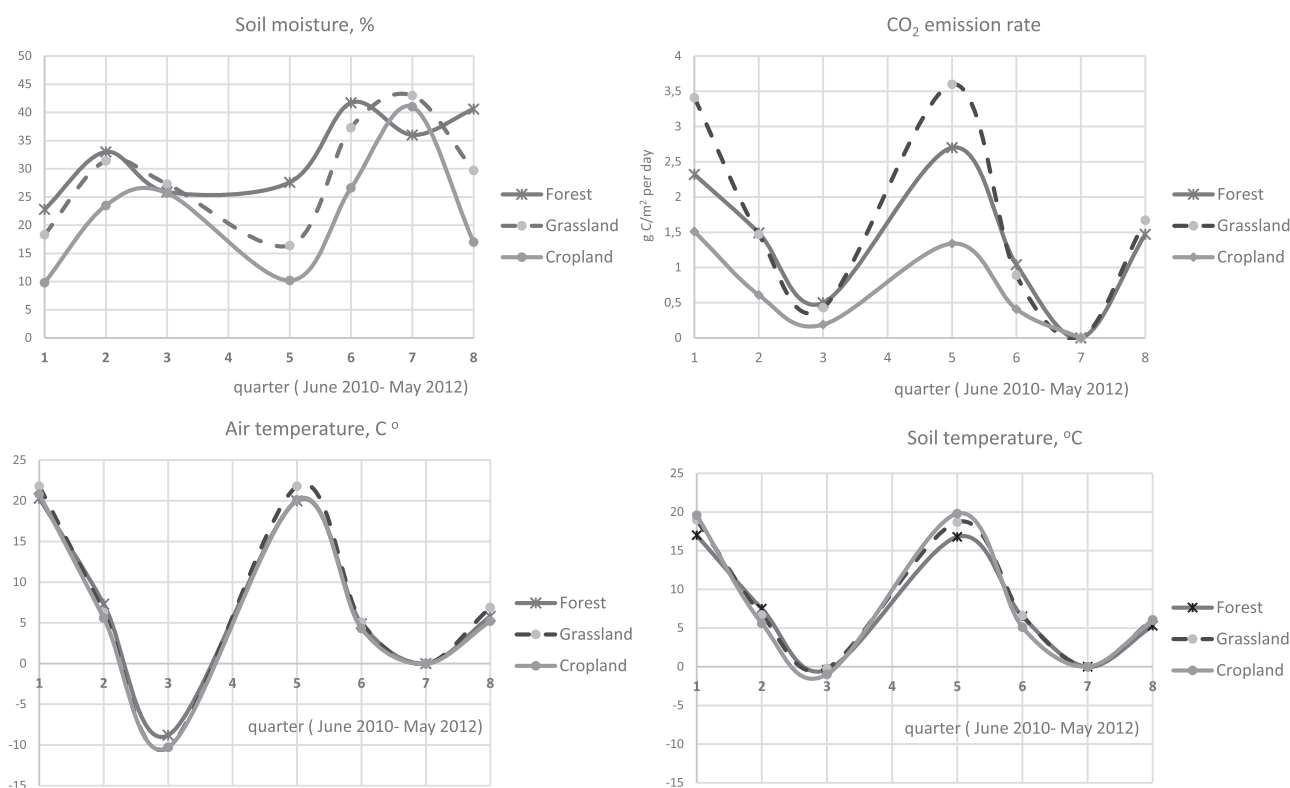 Soil moisture, %
50
45
40
35
30
25
20
15
10
5
0
1 2 3 4 5 6 7 8
quarter ( June 2010- May 2012)
Forest
Grassland
Cropland
CO₂ emission rate
g C/m² per day
4
3,5
3
2,5
2
1,5
1
0,5
0
1 2 3 4 5 6 7 8
quarter ( June 2010- May 2012)
Forest
Grassland
Cropland
Air temperature, C º
25
20
15
10
5
0
-5
-10
-15
1 2 3 4 5 6 7 8
quarter ( June 2010- May 2012)
Forest
Grassland
Cropland
Soil temperature, ºC
25
20
15
10
5
0
-5
-10
-15
1 2 3 4 5 6 7 8
quarter ( June 2010- May 2012)
Forest
Grassland
Cropland